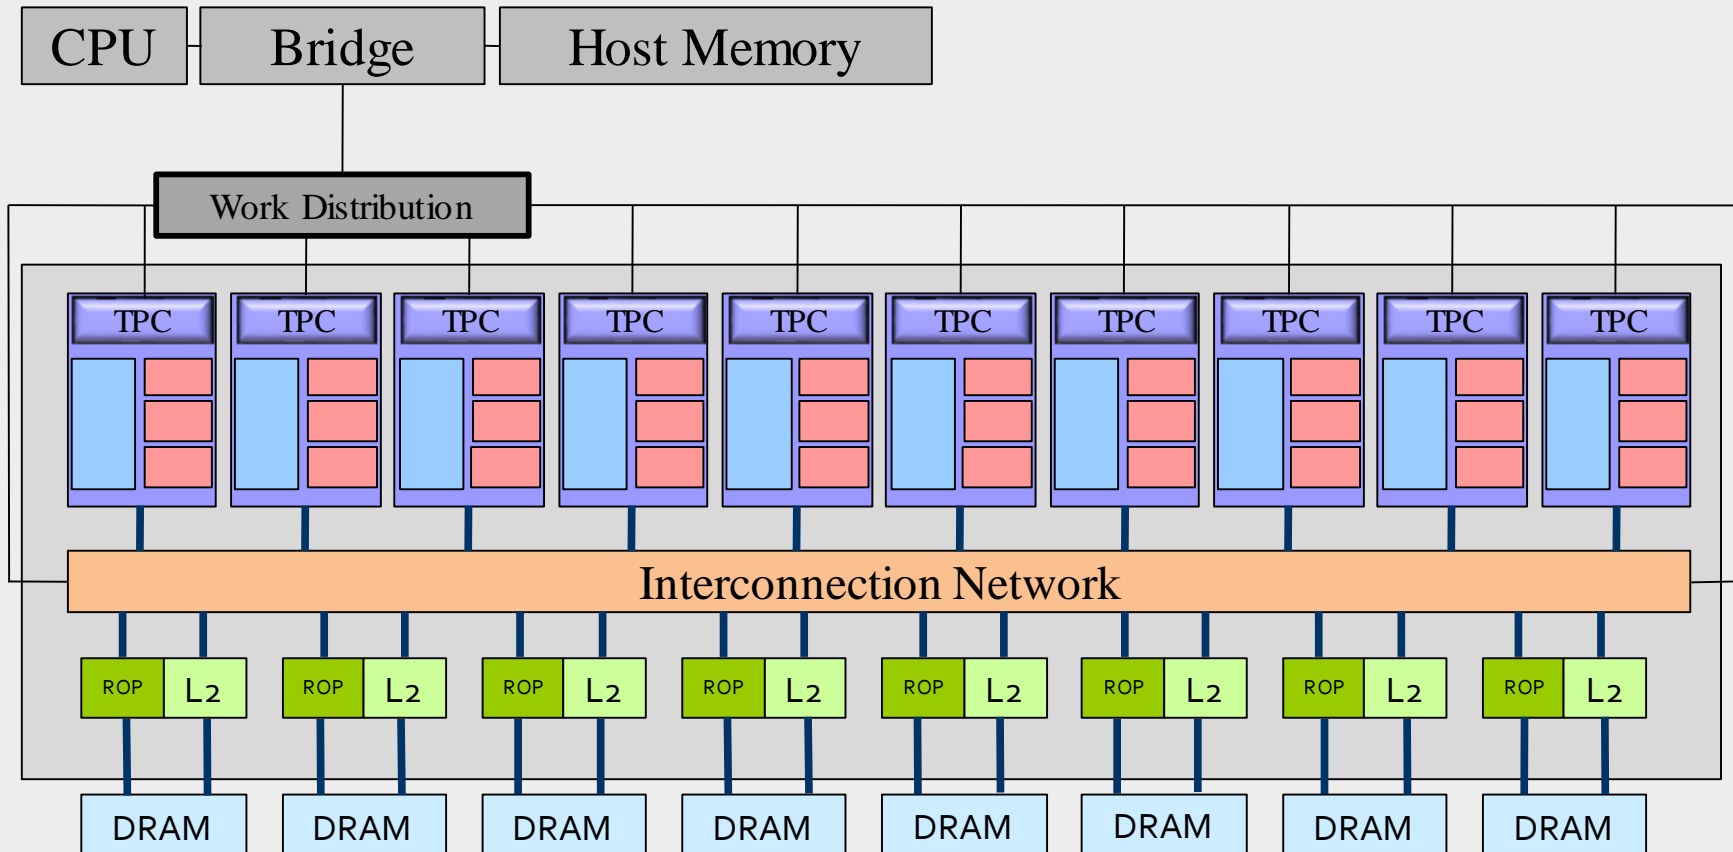 CPU Bridge Host Memory
Work Distribution
TPC TPC TPC TPC TPC TPC TPC TPC TPC TPC
Interconnection Network
ROP L2 ROP L2 ROP L2 ROP L2 ROP L2 ROP L2 ROP L2 ROP L2
DRAM DRAM DRAM DRAM DRAM DRAM DRAM DRAM